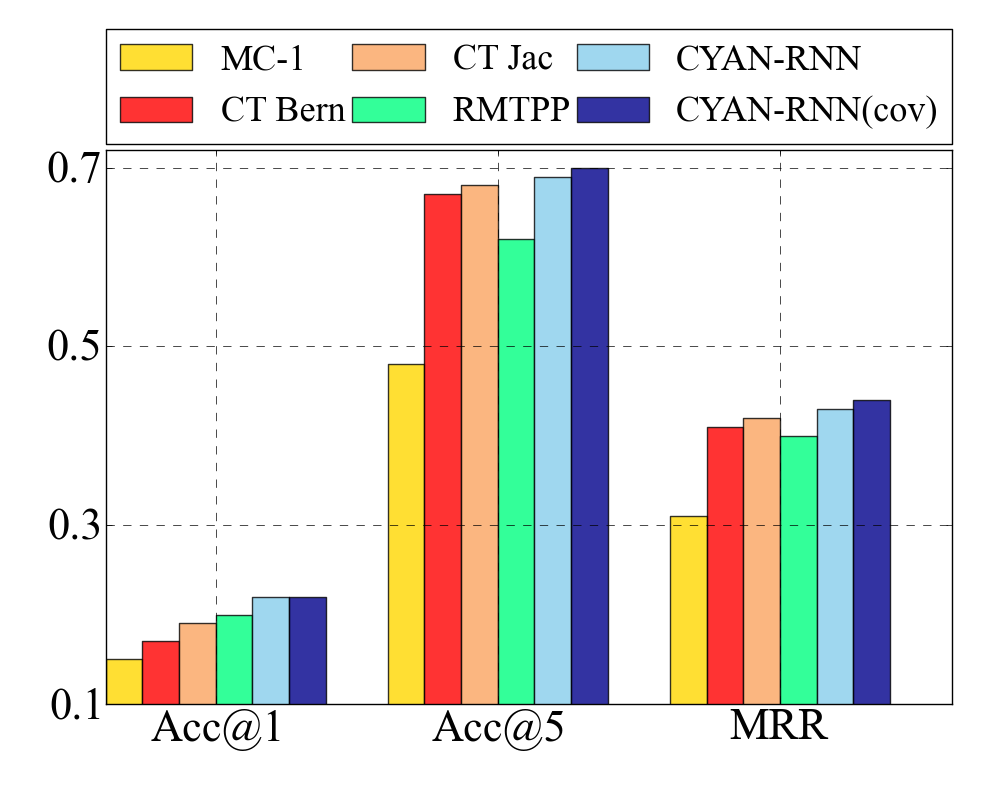 MC-1 CT Jac CYAN-RNN
CT Bern RMTPP CYAN-RNN(cov)
0.7
0.5
0.3
0.1
Acc@1 Acc@5 MRR